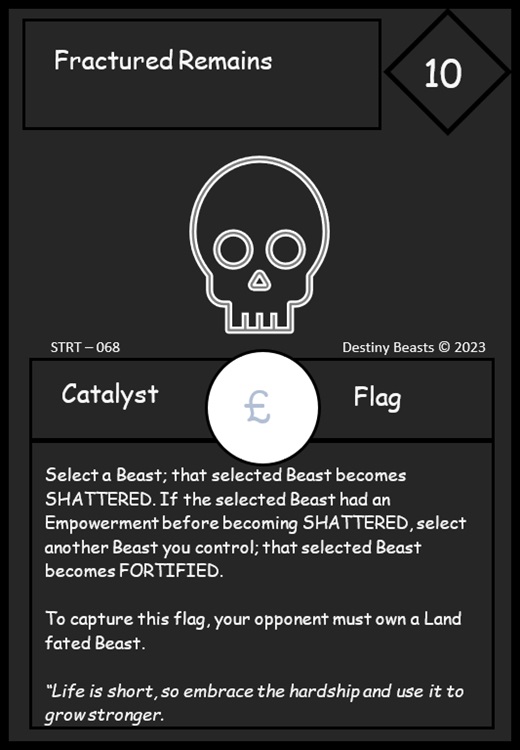 Fractured Remains
10
STRT – 068
Destiny Beasts © 2023
Catalyst
£
Flag
Select a Beast; that selected Beast becomes
SHATTERED. If the selected Beast had an
Empowerment before becoming SHATTERED, select
another Beast you control; that selected Beast
becomes FORTIFIED.
To capture this flag, your opponent must own a Land
fated Beast.
“Life is short, so embrace the hardship and use it to
grow stronger.